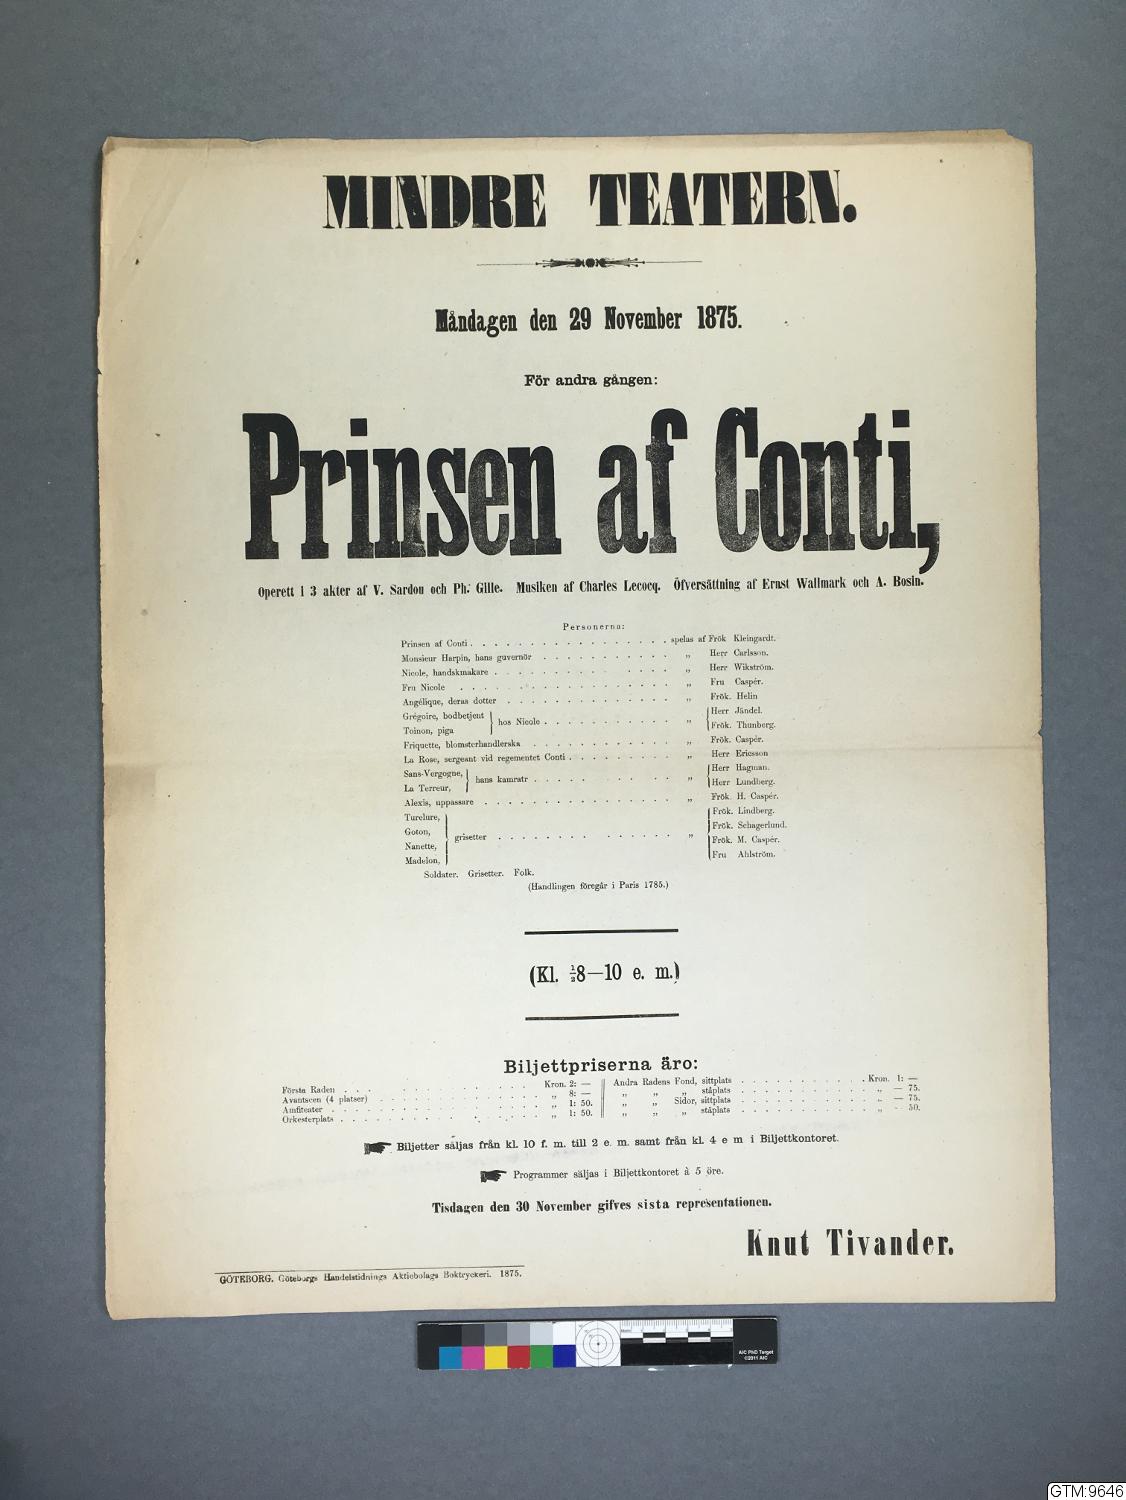 MINDRE TEATERN.
Måndagen den 29 November 1875.
För andra gången:
Prinsen af Conti,
Operett i 3 akter af V. Sardou och Ph. Gille. Musiken af Charles Lecocq. Öfversättning af Ernst Wallmark och A. Bosin.
Personerna:
Prinsen af Conti . . . . . . . . . . . . . . . . . spelas af Frök Kleingardt.
Monsieur Harpin, hans guvernör . . . . . . . . . . . „ Herr Carlsson.
Nicole, handskmakare . . . . . . . . . . . . . . . „ Herr Wikström.
Fru Nicole . . . . . . . . . . . . . . . . . „ Fru Caspér.
Angélique, deras dotter . . . . . . . . . . . . . . „ Frök. Helin
Grégoire, bodbetjent } hos Nicole . . . . . . . . . . . „ { Herr Jändel.
Toinon, piga } { Frök. Thunberg.
Friquette, blomsterhandlerska . . . . . . . . . . . . „ Frök. Caspér.
La Rose, sergeant vid regementet Conti . . . . . . . . . „ Herr Ericsson
Sans-Vergogne, } hans kamratr . . . . . . . . . . „ { Herr Hagman.
La Terreur, } { Herr Lundberg.
Alexis, uppassare . . . . . . . . . . . . . . . . „ Frök. H. Caspér.
Turelure, } { Frök. Lindberg.
Goton, } grisetter . . . . . . . . . . . . . . „ { Frök. Schagerlund.
Nanette, } { Frök. M. Caspér.
Madelon, } { Fru Ahlström.
Soldater. Grisetter. Folk.
(Handlingen föregår i Paris 1785.)
(Kl. ½8—10 e. m.)
Biljettpriserna äro:
Första Raden . . . . . . . . . . . . . . Kron. 2: —
Avantscen (4 platser) . . . . . . . . . . . . „ 8: —
Amfiteater . . . . . . . . . . . . . . . „ 1: 50.
Orkesterplats . . . . . . . . . . . . . . „ 1: 50.
Andra Radens Fond, sittplats . . . . . . . . . . . Kron. 1: —
„ „ „ ståplats . . . . . . . . . . . „ — 75.
„ „ Sidor, sittplats . . . . . . . . . . . „ — 75.
„ „ „ ståplats . . . . . . . . . . . „ - 50.
Biljetter säljas från kl. 10 f. m. till 2 e. m. samt från kl. 4 e m i Biljettkontoret.
Programmer säljas i Biljettkontoret à 5 öre.
Tisdagen den 30 November gifves sista representationen.
Knut Tivander.
GÖTEBORG. Göteborgs Handelstidnings Aktiebolags Boktryckeri. 1875.
AIC PhD Target
©2011 AIC
GTM:9646